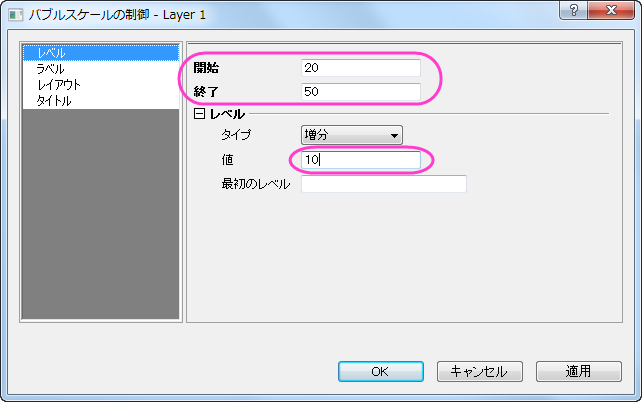 バブルスケールの制御 - Layer 1
?
レベル
ラベル
レイアウト
タイトル
開始 20
終了 50
レベル
タイプ 増分
値 10
最初のレベル
OK キャンセル 適用